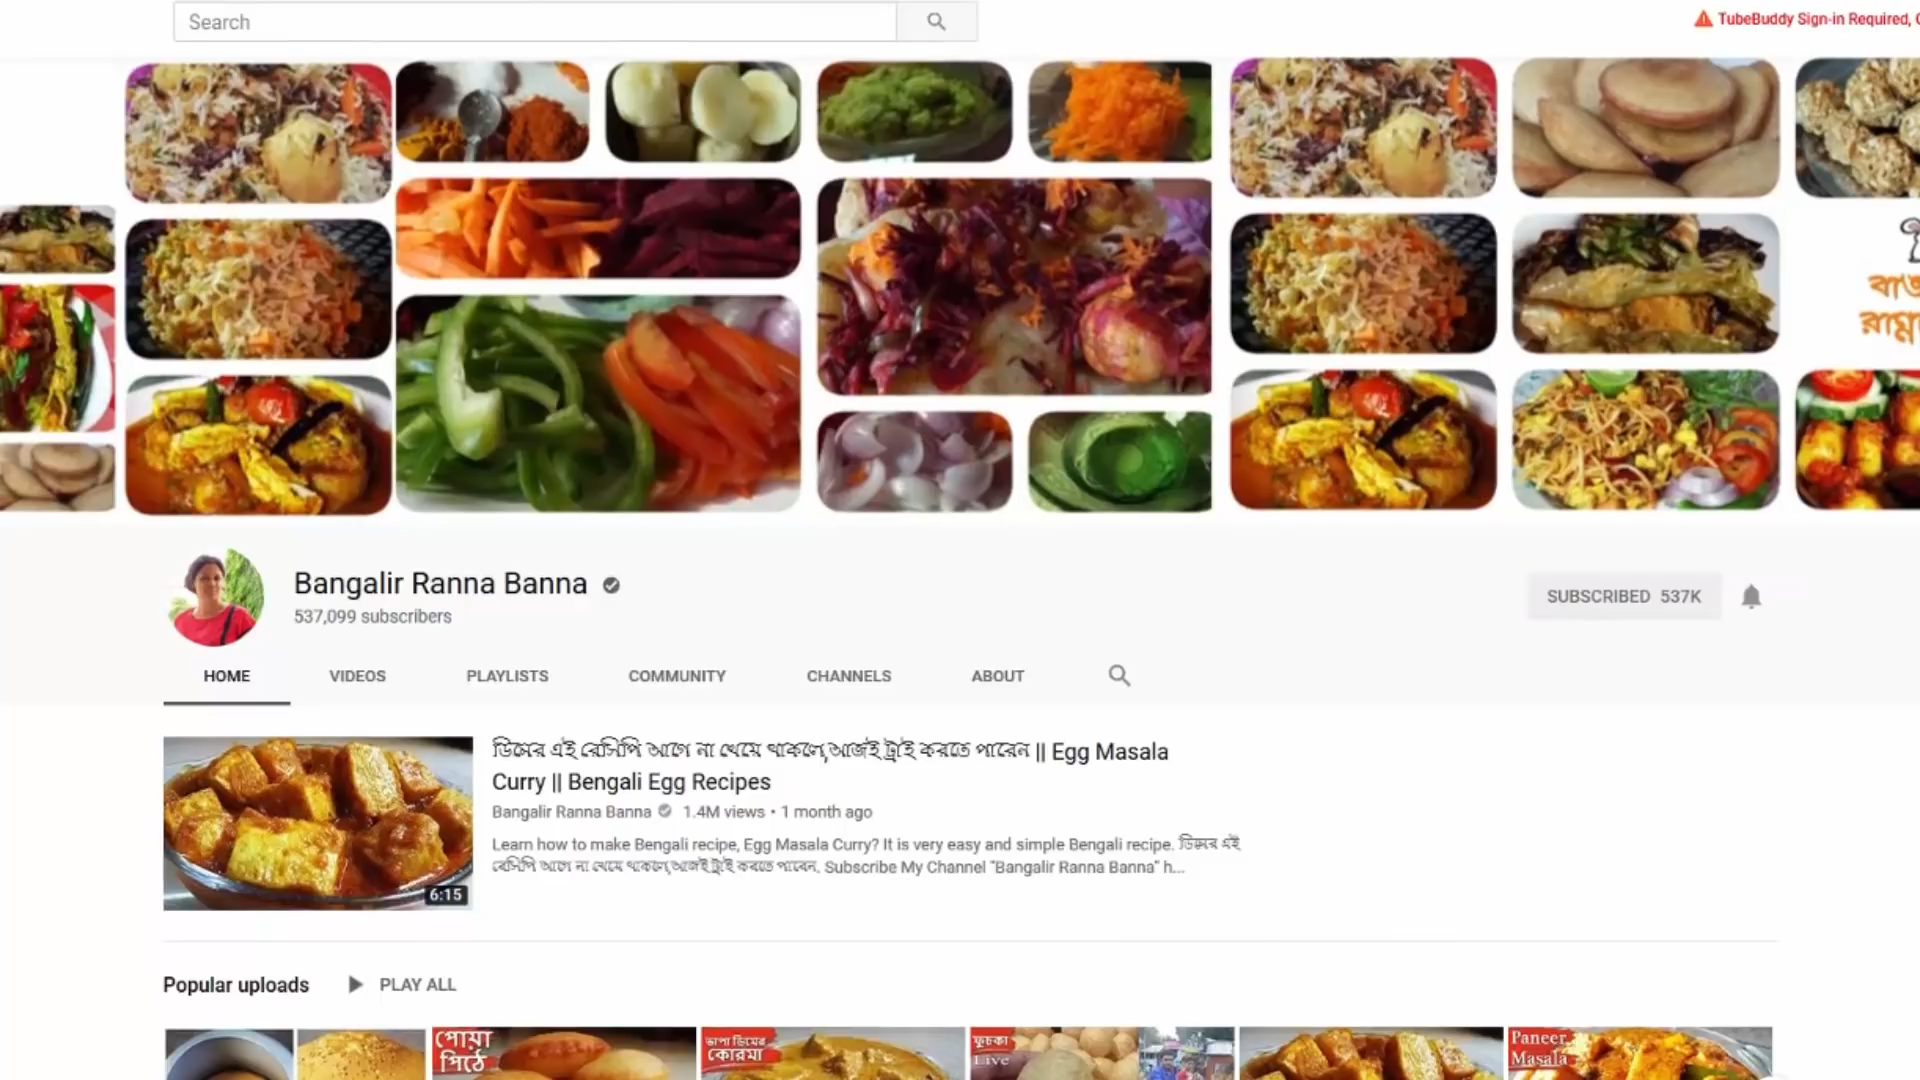 Search
TubeBuddy Sign-in Required,
Bangalir Ranna Banna
537,099 subscribers
SUBSCRIBED 537K
HOME VIDEOS PLAYLISTS COMMUNITY CHANNELS ABOUT
ডিমের এই রেসিপি আগে না খেয়ে থাকলে,আজই ট্রাই করতে পারেন || Egg Masala
Curry || Bengali Egg Recipes
Bangalir Ranna Banna 1.4M views • 1 month ago
Learn how to make Bengali recipe, Egg Masala Curry? It is very easy and simple Bengali recipe. ডিমের এই
রেসিপি আগে না খেয়ে থাকলে,আজই ট্রাই করতে পারেন. Subscribe My Channel "Bangalir Ranna Banna" h...
6:15
Popular uploads PLAY ALL
পোয়া
পিঠে
ভাপা ডিমের
কোরমা
ফুচকা
Live
Paneer
Masala